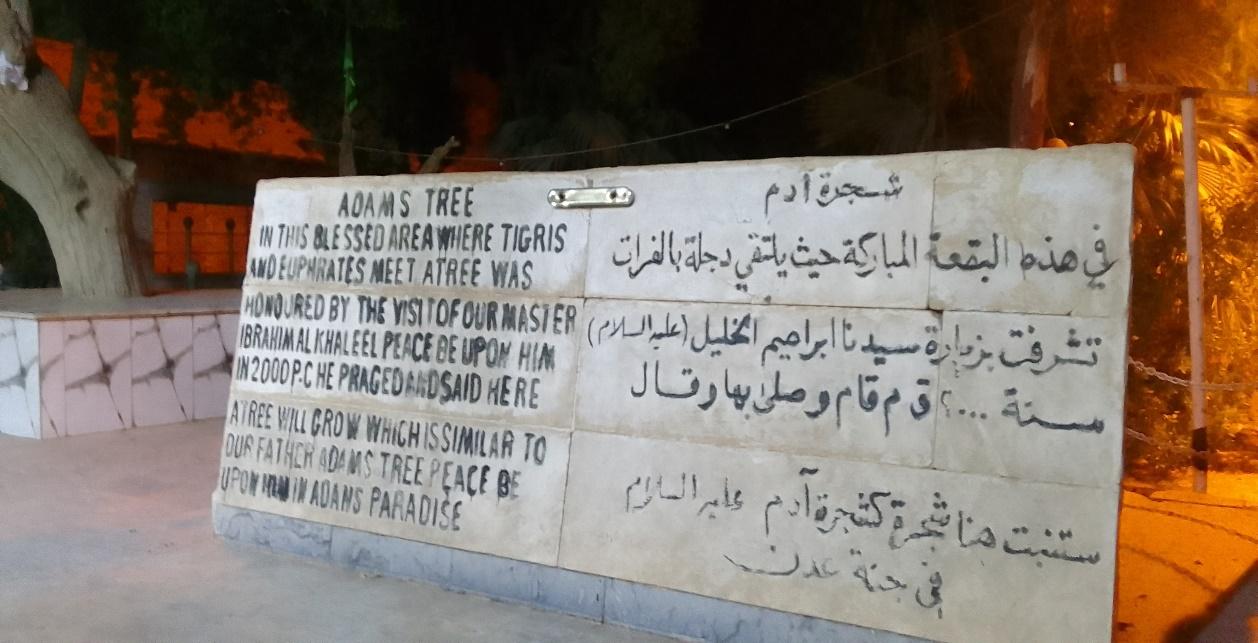 ADAMS TREE
IN THIS BLESSED AREA WHERE TIGRIS
AND EUPHRATES MEET ATREE WAS
HONOURED BY THE VISIT OF OUR MASTER
IBRAHIM AL KHALEEL PEACE BE UPON HIM
IN 2000 P.C HE PRAGED AND SAID HERE
ATREE WILL GROW WHICH IS SIMILAR TO
OUR FATHER ADAMS TREE PEACE BE
UPON HIM IN ADANS PARADISE
شجرة آدم
في هذه البقعة المباركة حيث يلتقي دجلة بالفرات
تشرفت بزيارة سيدنا ابراهيم الخليل (عليه السلام)
سنة ق م قام وصلى بها وقال
ستنبت هنا شجرة كشجرة آدم عليه السلام
في جنة عدن